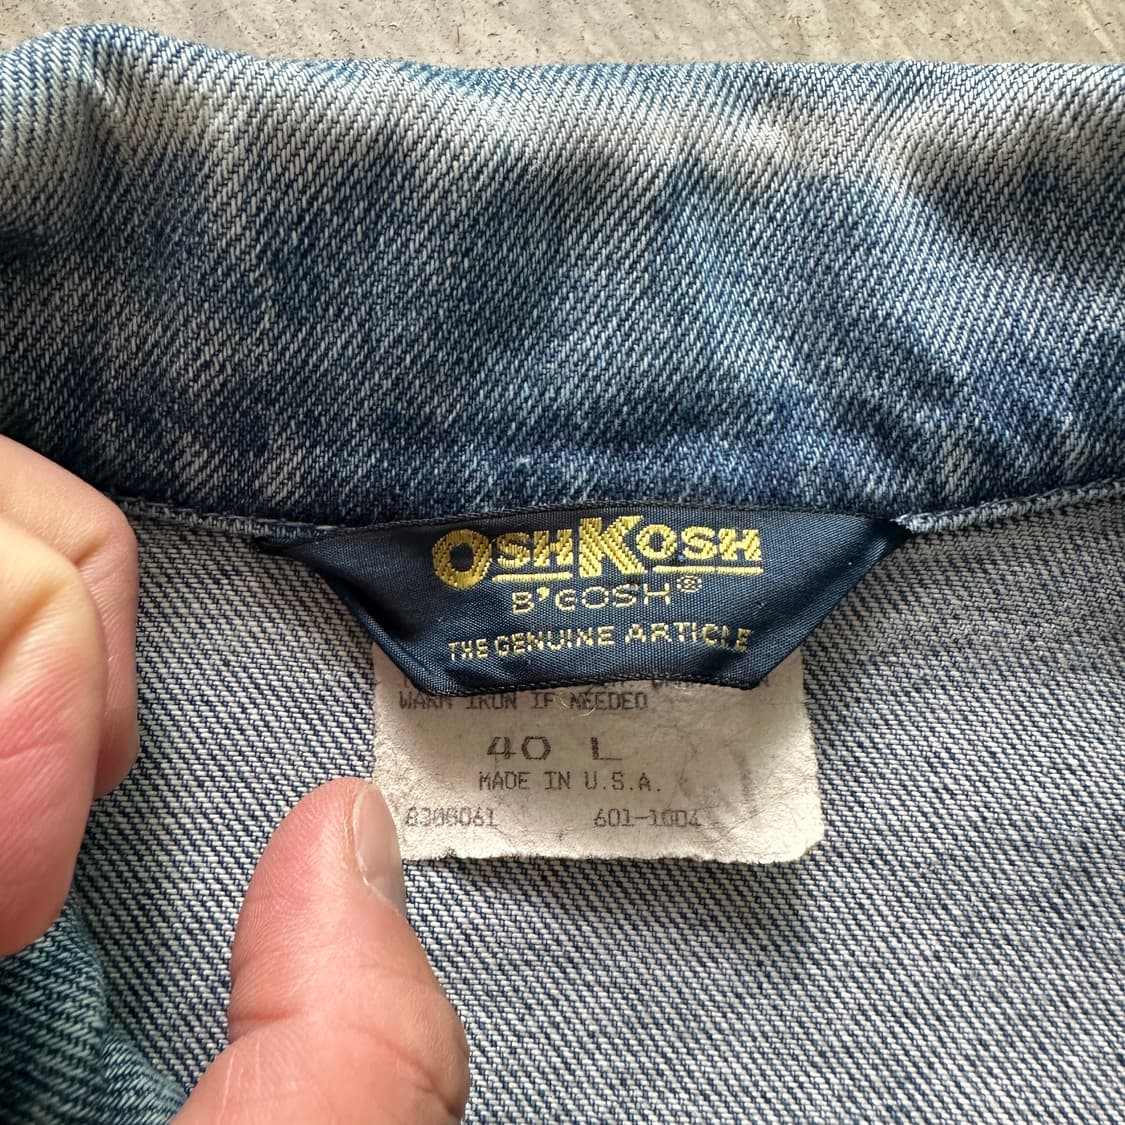 OSHKOSH
B'GOSH®
THE GENUINE ARTICLE
WARM IRON IF NEEDED
40 L
MADE IN U.S.A.
601-1004